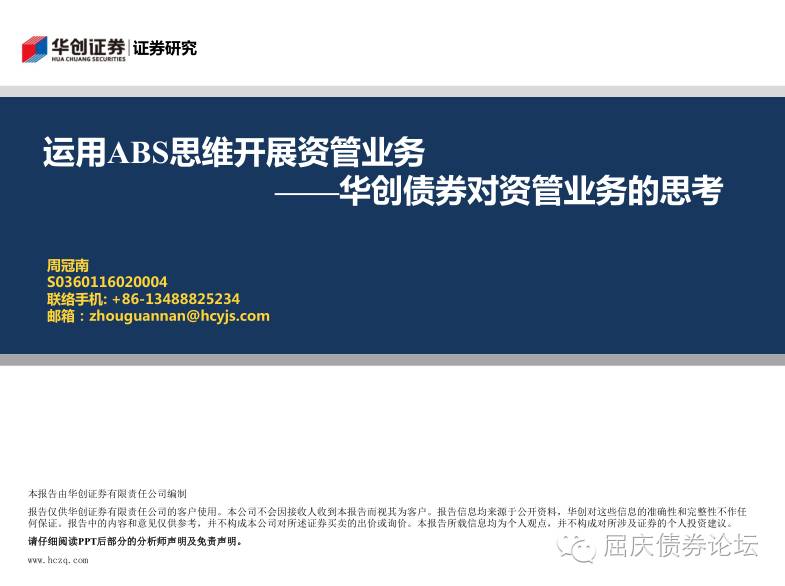 华创证券 | 证券研究
HUA CHUANG SECURITIES
运用ABS思维开展资管业务
——华创债券对资管业务的思考
周冠南
S0360116020004
联络手机: +86-13488825234
邮箱：zhouguannan@hcyjs.com
本报告由华创证券有限责任公司编制
报告仅供华创证券有限责任公司的客户使用。本公司不会因接收人收到本报告而视其为客户。报告信息均来源于公开资料，华创对这些信息的准确性和完整性不作任
何保证。报告中的内容和意见仅供参考，并不构成本公司对所述证券买卖的出价或询价。本报告所载信息均为个人观点，并不构成对所涉及证券的个人投资建议。
请仔细阅读PPT后部分的分析师声明及免责声明。
www.hczq.com
屈庆债券论坛